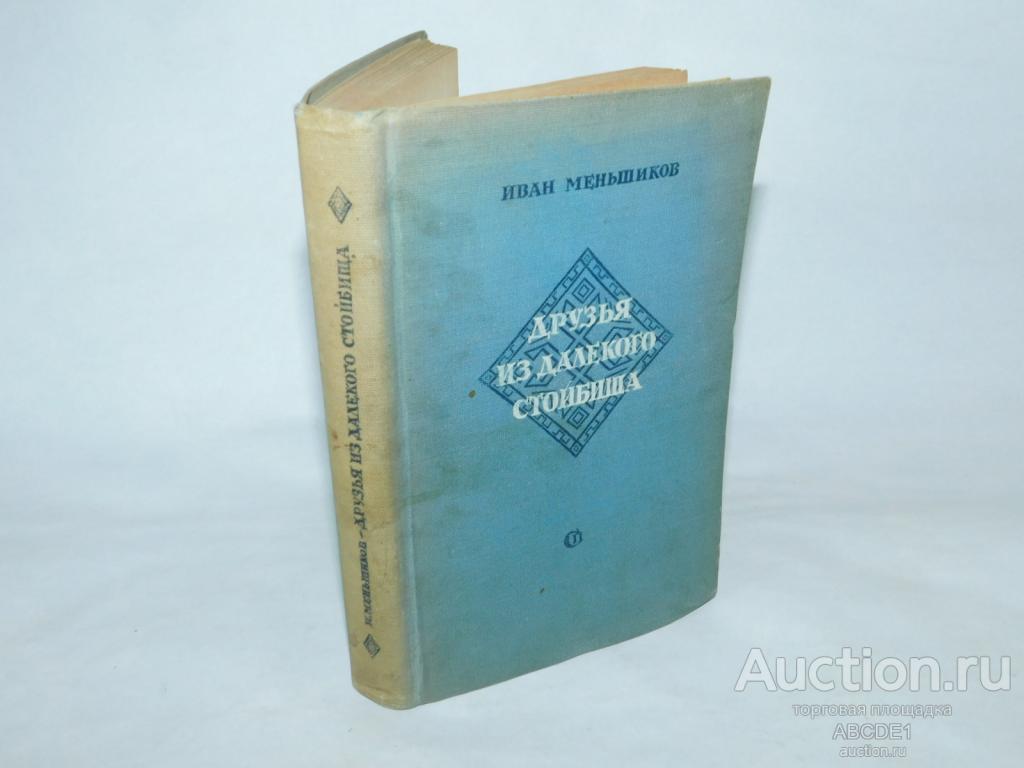 И.МЕНЬШИКОВ – ДРУЗЬЯ ИЗ ДАЛЕКОГО СТОЙБИЩА
ИВАН МЕНЬШИКОВ
ДРУЗЬЯ
ИЗ ДАЛЕКОГО
СТОЙБИЩА
Auction.ru
торговая площадка
ABCDE1
auction.ru